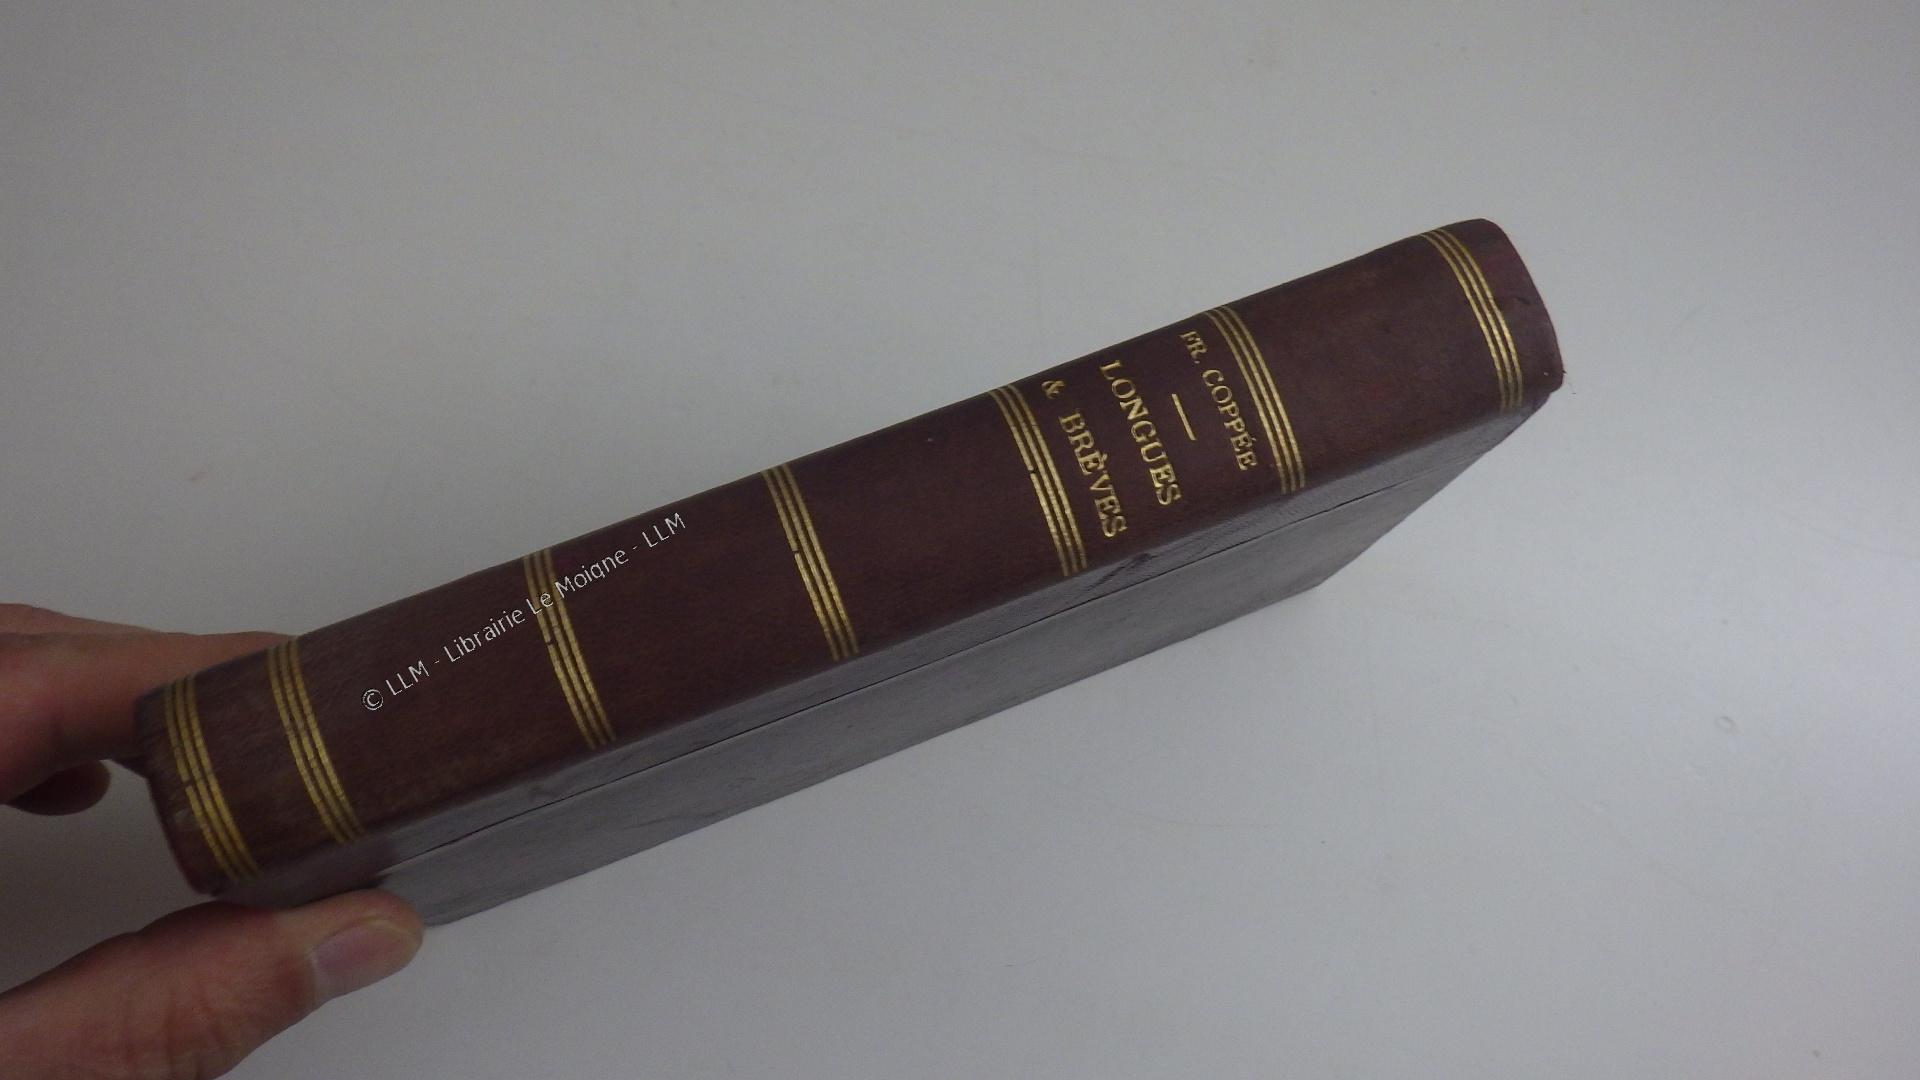 FR. COPPÉE
LONGUES
& BRÈVES
© LLM - Librairie Le Moigne - LLM